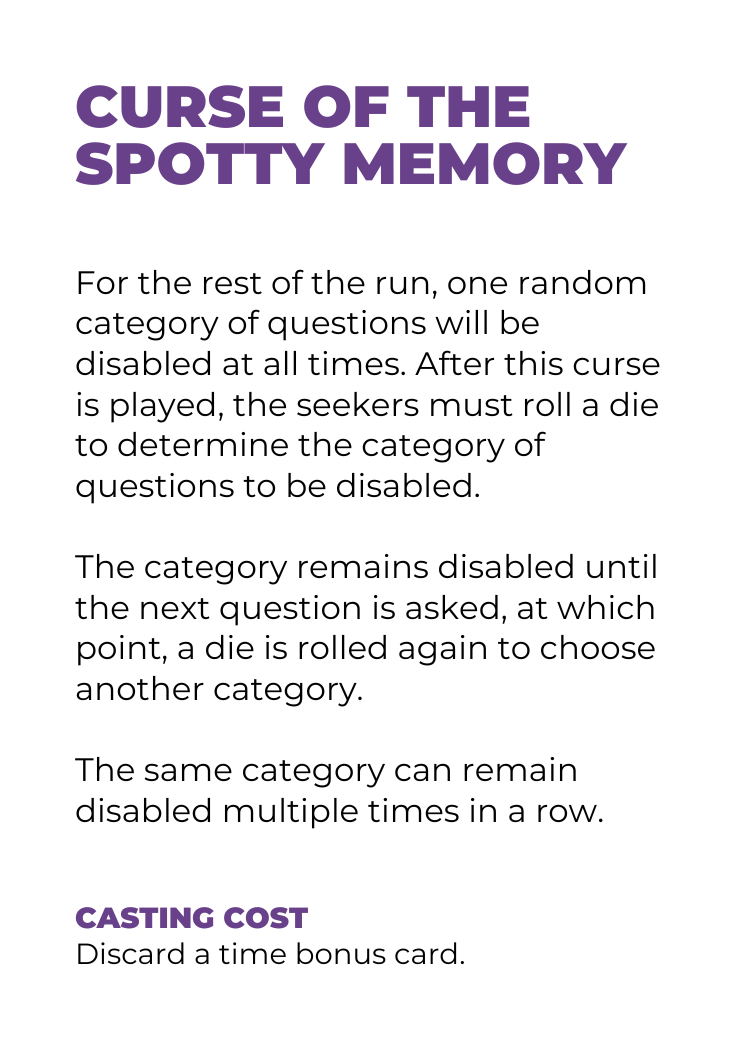 CURSE OF THE
SPOTTY MEMORY
For the rest of the run, one random
category of questions will be
disabled at all times. After this curse
is played, the seekers must roll a die
to determine the category of
questions to be disabled.
The category remains disabled until
the next question is asked, at which
point, a die is rolled again to choose
another category.
The same category can remain
disabled multiple times in a row.
CASTING COST
Discard a time bonus card.